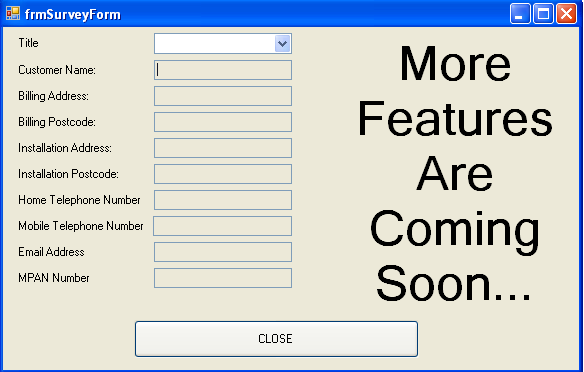 frmSurveyForm
Title
Customer Name:
Billing Address:
Billing Postcode:
Installation Address:
Installation Postcode:
Home Telephone Number
Mobile Telephone Number
Email Address
MPAN Number
More
Features
Are
Coming
Soon...
CLOSE